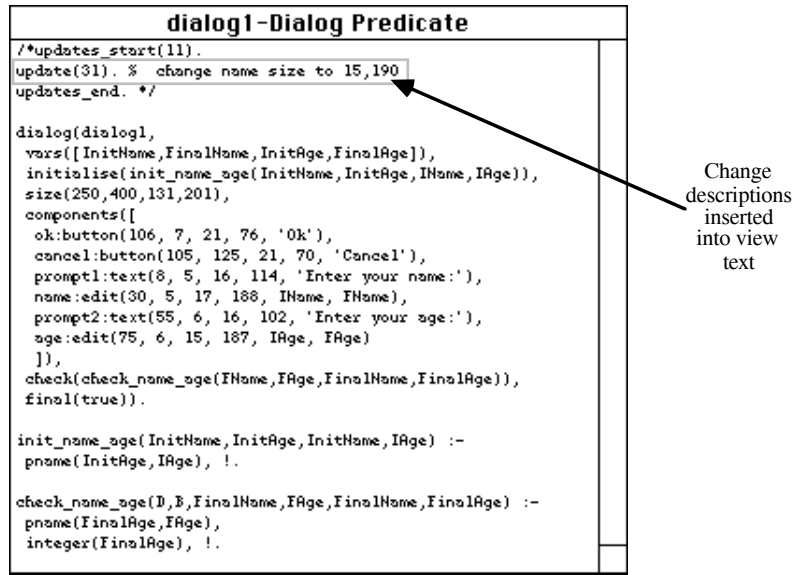 dialog1-Dialog Predicate
/*updates_start(11).
update(31). %  change name size to 15,190
updates_end. */
dialog(dialog1,
vars([InitName,FinalName,InitAge,FinalAge]),
initialise(init_name_age(InitName,InitAge,IName,IAge)),
size(250,400,131,201),
components([
ok:button(106, 7, 21, 76, 'Ok'),
cancel:button(105, 125, 21, 70, 'Cancel'),
prompt1:text(8, 5, 16, 114, 'Enter your name:'),
name:edit(30, 5, 17, 188, IName, FName),
prompt2:text(55, 6, 16, 102, 'Enter your age:'),
age:edit(75, 6, 15, 187, IAge, FAge)
]),
check(check_name_age(FName,FAge,FinalName,FinalAge)),
final(true)).
init_name_age(InitName,InitAge,InitName,IAge) :-
pname(InitAge,IAge), !.
check_name_age(D,B,FinalName,FAge,FinalName,FinalAge) :-
pname(FinalAge,FAge),
integer(FinalAge), !.
Change
descriptions
inserted
into view
text